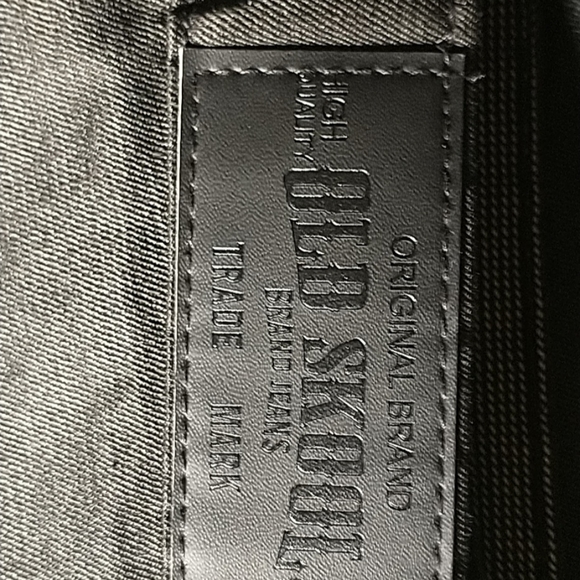 ORIGINAL BRAND
HIGH
QUALITY
OLD SKOOL
BRAND JEANS
TRADE MARK